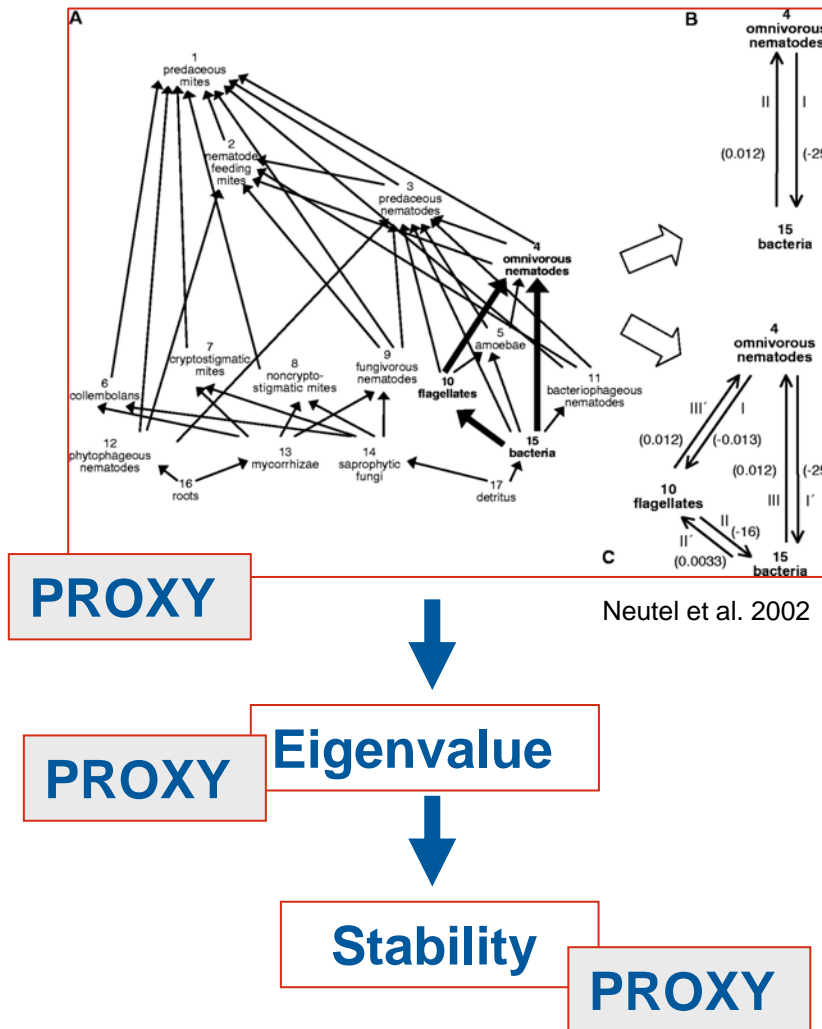 A
1
predaceous
mites
2
nematode
feeding
mites
3
predaceous
nematodes
4
omnivorous
nematodes
5
amoebae
6
collembolans
7
cryptostigmatic
mites
8
noncrypto-
stigmatic mites
9
fungivorous
nematodes
10
flagellates
11
bacteriophageous
nematodes
12
phytophageous
nematodes
13
mycorrhizae
14
saprophytic
fungi
15
bacteria
16
roots
17
detritus
B
4
omnivorous
nematodes
II
I
(0.012)
(-25
15
bacteria
4
omnivorous
nematodes
III´
I
(0.012)
(-0.013)
(0.012)
(-25
III
I´
10
flagellates
II
(-16)
II´
(0.0033)
15
bacteria
C
PROXY
Neutel et al. 2002
Eigenvalue
PROXY
Stability
PROXY